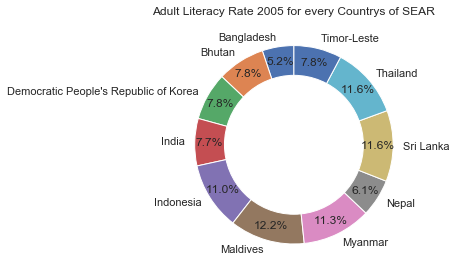 Adult Literacy Rate 2005 for every Countrys of SEAR
Bangladesh
Timor-Leste
Bhutan
5.2%
7.8%
Thailand
7.8%
11.6%
Democratic People's Republic of Korea
7.8%
India
7.7%
11.6%
Sri Lanka
Indonesia
11.0%
6.1%
Nepal
12.2%
11.3%
Maldives
Myanmar